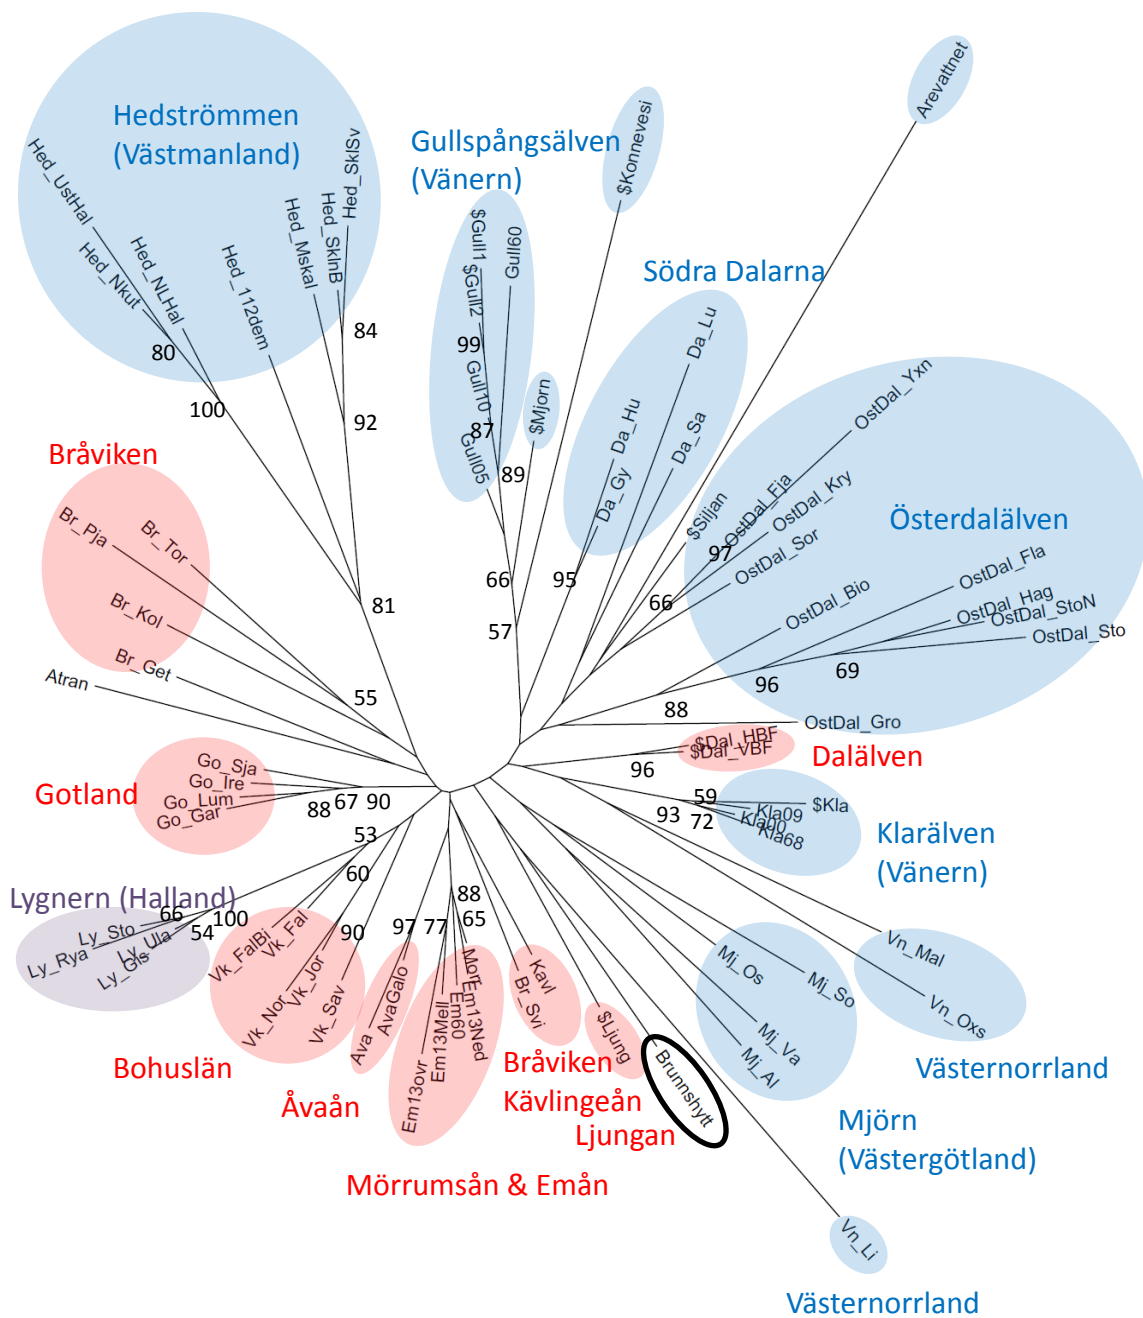 Arevattnet
$Konnevesi
Hedströmmen
(Västmanland)
Gullspångsälven
(Vänern)
Hed_UstHal
Hed_Nkut
Hed_NLHal
Hed_112dem
Hed_Mskal
Hed_SklnB
Hed_SklSv
80
100
84
92
81
$Gull1
$Gull2
Gull60
99
Gull10
87
Gull05
89
$Mjorn
66
57
Södra Dalarna
Da_Lu
Da_Hu
Da_Sa
Da_Gy
95
OstDal_Yxn
$Siljan
OstDal_Fja
OstDal_Kry
97
OstDal_Sor
66
Österdalälven
OstDal_Bio
OstDal_Fla
OstDal_Hag
OstDal_StoN
OstDal_Sto
69
96
88
OstDal_Gro
Bråviken
Br_Pja
Br_Tor
Br_Kol
Br_Get
55
Atran
Gotland
Go_Sja
Go_Ire
Go_Lum
Go_Gar
88
67
90
$Dal_HBF
$Dal_VBF
Dalälven
96
59
93
72
$Kla
Kla09
Kla00
Kla68
Klarälven
(Vänern)
53
60
Lygnern (Halland)
66
100
54
Ly_Sto
Ly_Rya
Ly_Ula
Ly_Gis
Vk_FalBi
Vk_Fal
Vk_Nor
Vk_Jor
Vk_Sav
90
Bohuslän
97
Ava
AvaGalo
Åvaån
88
77
65
Morr
Em13Ned
Em60
Em13Mell
Em13ovr
Mörrumsån & Emån
Kavl
Br_Svi
Bråviken
Kävlingeån
$Ljung
Ljungan
Brunnshytt
Mj_Os
Mj_So
Mj_Va
Mj_Al
Mjörn
(Västergötland)
Vn_Mal
Vn_Oxs
Västernorrland
Vn_Li
Västernorrland